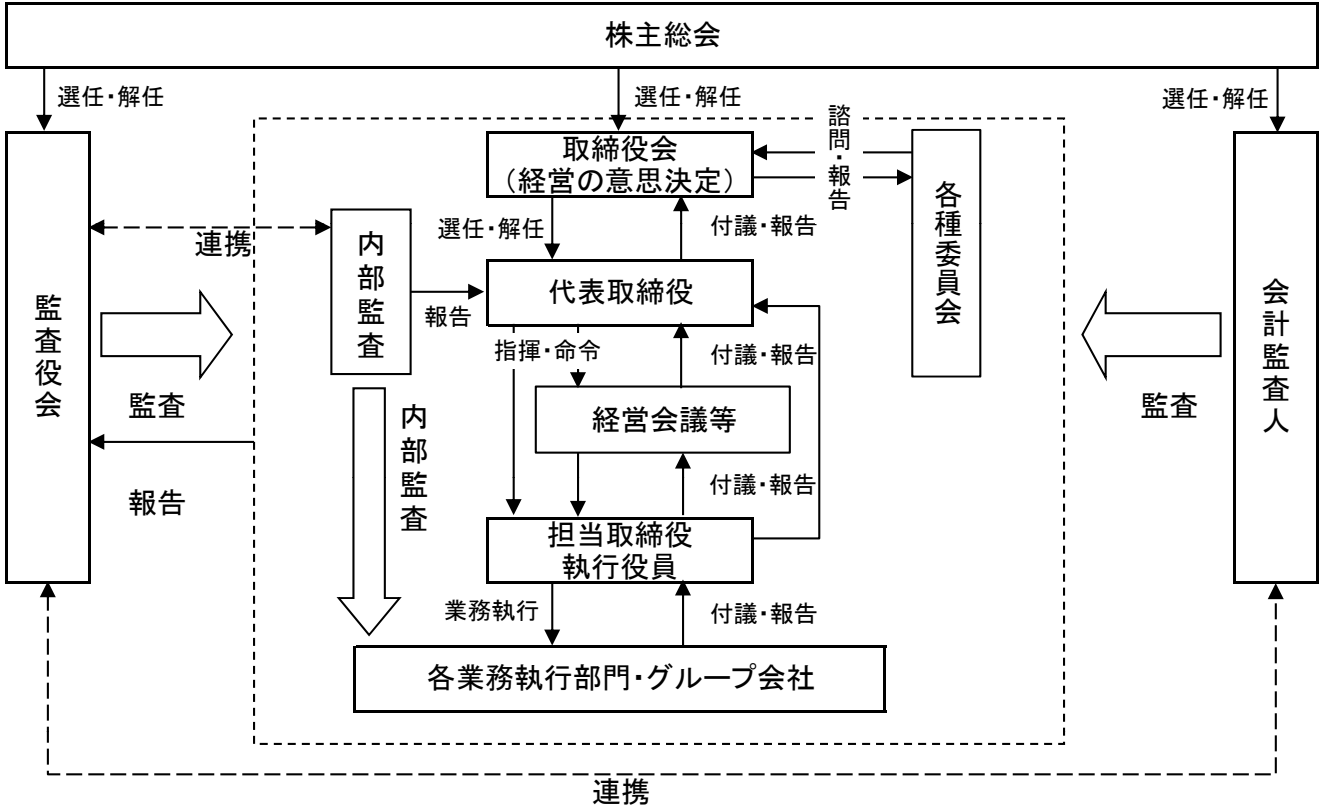 株主総会
選任・解任
選任・解任
選任・解任
諮問・報告
取締役会
(経営の意思決定)
各種委員会
監査役会
会計監査人
連携
内部監査
選任・解任
付議・報告
代表取締役
報告
指揮・命令
付議・報告
監査
監査
経営会議等
内部監査
付議・報告
報告
担当取締役
執行役員
業務執行
付議・報告
各業務執行部門・グループ会社
連携